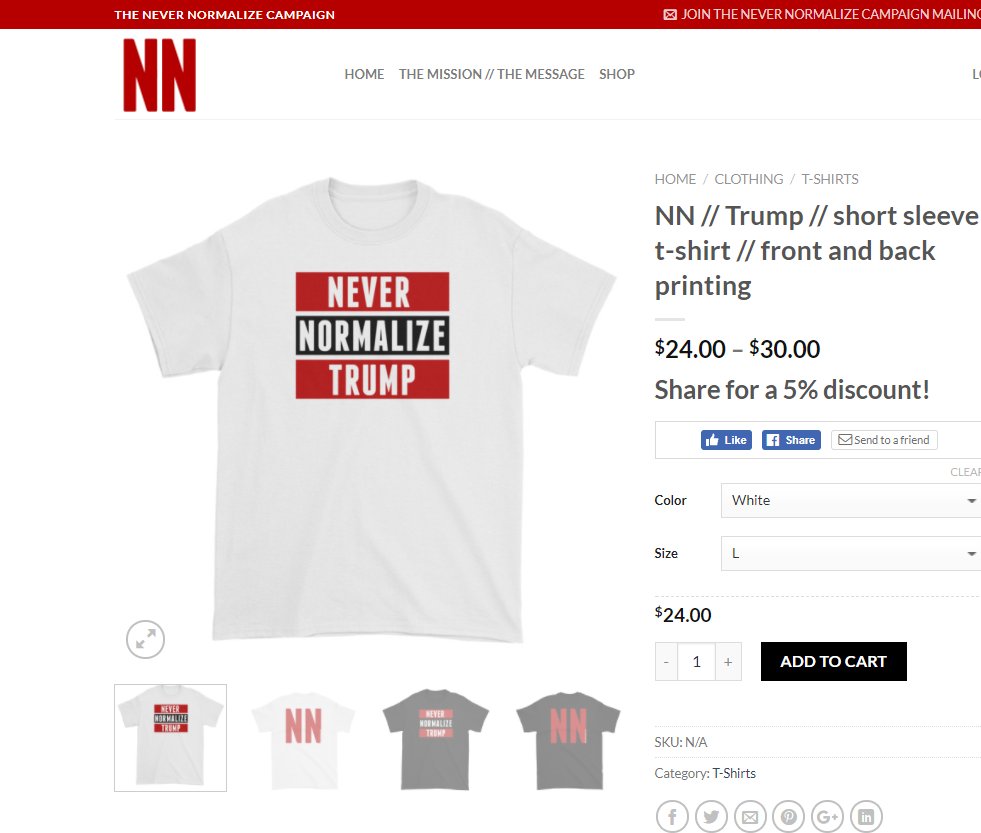 THE NEVER NORMALIZE CAMPAIGN
JOIN THE NEVER NORMALIZE CAMPAIGN MAILING
NN
HOME THE MISSION // THE MESSAGE SHOP
HOME / CLOTHING / T-SHIRTS
NN // Trump // short sleeve
t-shirt // front and back
printing
$24.00 – $30.00
Share for a 5% discount!
Like Share Send to a friend
Color White
Size L
$24.00
- 1 +
ADD TO CART
SKU: N/A
Category: T-Shirts
NEVER
NORMALIZE
TRUMP
NEVER
NORMALIZE
TRUMP
NN
NEVER
NORMALIZE
TRUMP
NN